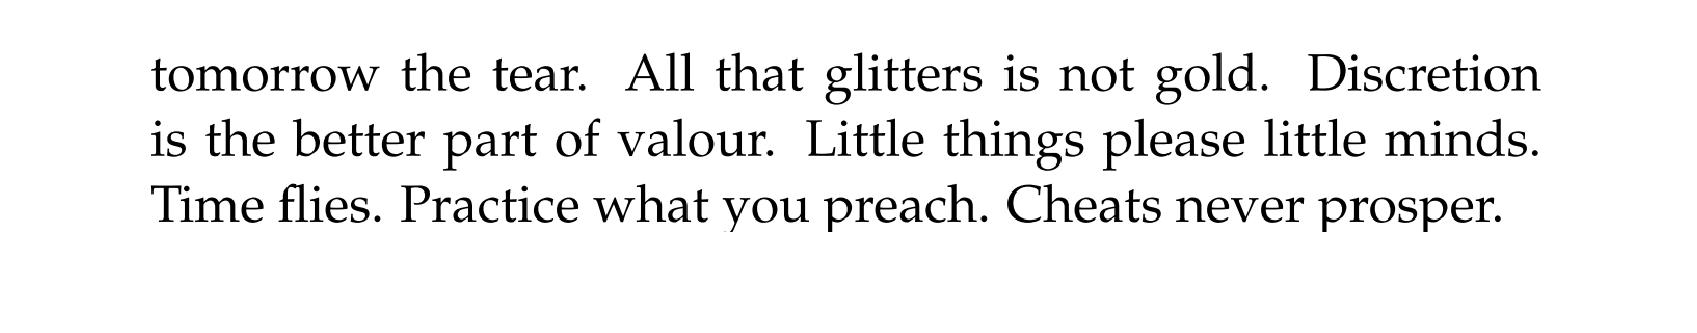 tomorrow the tear. All that glitters is not gold. Discretion
is the better part of valour. Little things please little minds.
Time flies. Practice what you preach. Cheats never prosper.